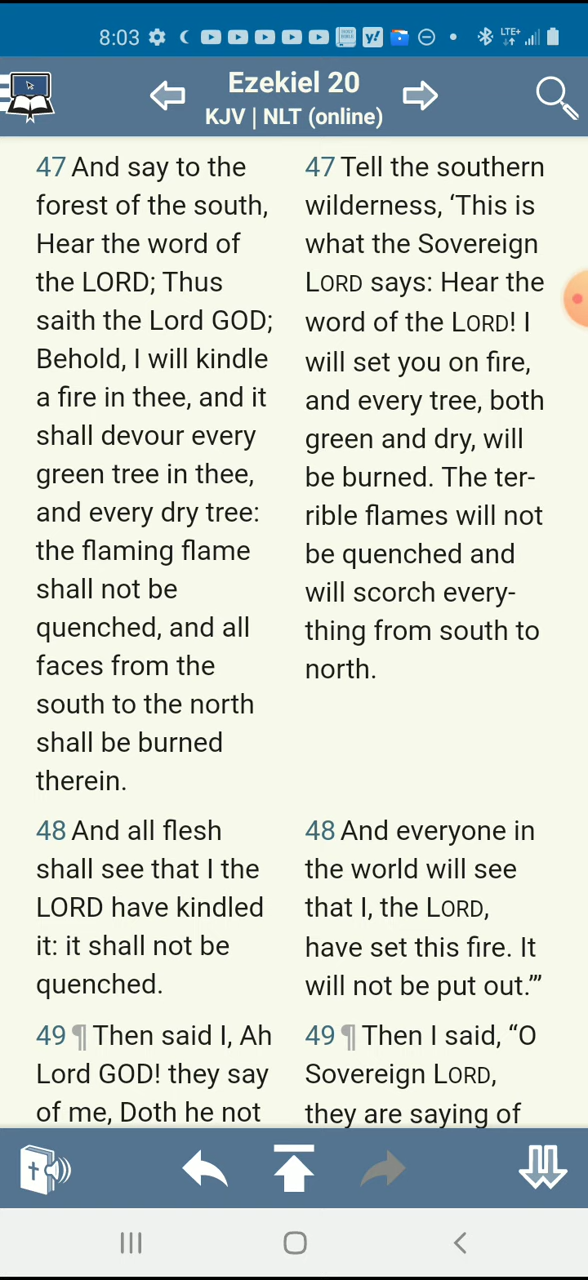 8:03
LTE+
Ezekiel 20
KJV | NLT (online)
47 And say to the
forest of the south,
Hear the word of
the LORD; Thus
saith the Lord GOD;
Behold, I will kindle
a fire in thee, and it
shall devour every
green tree in thee,
and every dry tree:
the flaming flame
shall not be
quenched, and all
faces from the
south to the north
shall be burned
therein.
47 Tell the southern
wilderness, ‘This is
what the Sovereign
LORD says: Hear the
word of the LORD! I
will set you on fire,
and every tree, both
green and dry, will
be burned. The ter-
rible flames will not
be quenched and
will scorch every-
thing from south to
north.
48 And all flesh
shall see that I the
LORD have kindled
it: it shall not be
quenched.
48 And everyone in
the world will see
that I, the LORD,
have set this fire. It
will not be put out.’”
49 ¶ Then said I, Ah
Lord GOD! they say
of me, Doth he not
49 ¶ Then I said, “O
Sovereign LORD,
they are saying of